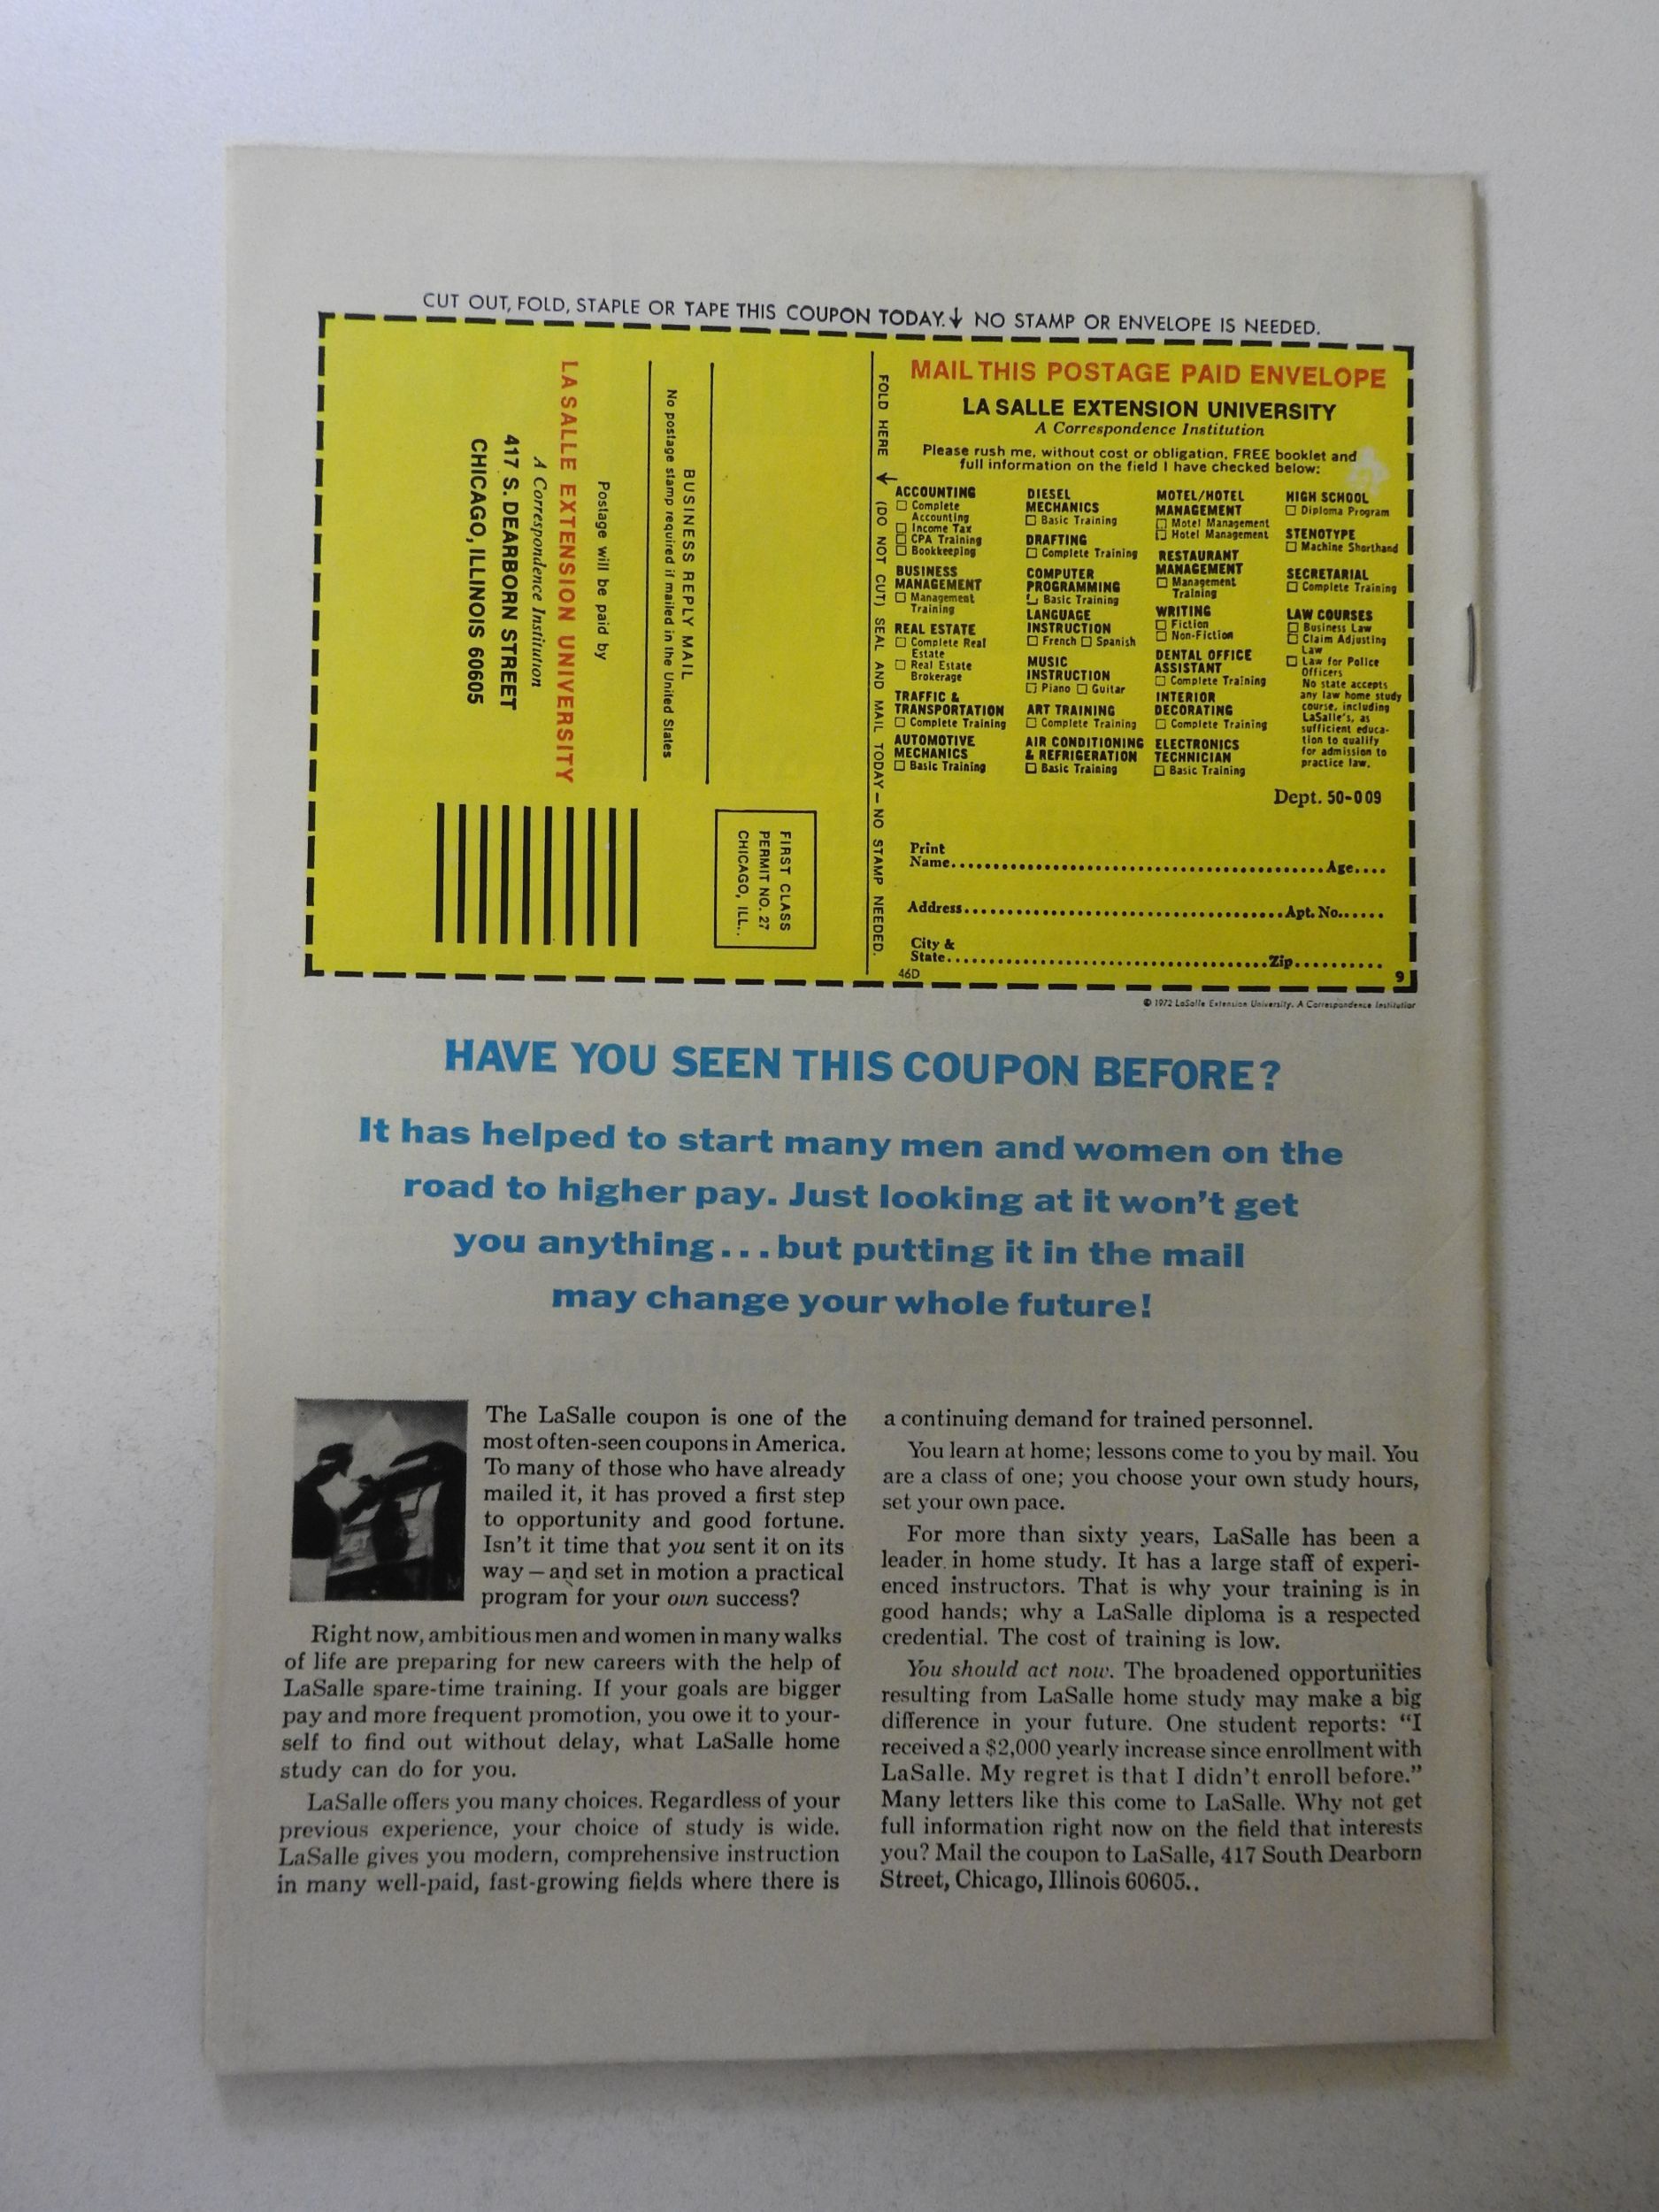 CUT OUT, FOLD, STAPLE OR TAPE THIS COUPON TODAY.↓ NO STAMP OR ENVELOPE IS NEEDED.
FIRST CLASS
PERMIT NO. 27
CHICAGO, ILL..
BUSINESS REPLY MAIL
No postage stamp required if mailed in the United States
Postage will be paid by
LA SALLE EXTENSION UNIVERSITY
A Correspondence Institution
417 S. DEARBORN STREET
CHICAGO, ILLINOIS 60605
FOLD HERE ↓ (DO NOT CUT) SEAL AND MAIL TODAY — NO STAMP NEEDED.
MAIL THIS POSTAGE PAID ENVELOPE
LA SALLE EXTENSION UNIVERSITY
A Correspondence Institution
Please rush me, without cost or obligation, FREE booklet and
full information on the field I have checked below:
ACCOUNTING
☐ Complete
Accounting
☐ Income Tax
☐ CPA Training
☐ Bookkeeping
BUSINESS
MANAGEMENT
☐ Management
Training
REAL ESTATE
☐ Complete Real
Estate
☐ Real Estate
Brokerage
TRAFFIC &
TRANSPORTATION
☐ Complete Training
AUTOMOTIVE
MECHANICS
☐ Basic Training
DIESEL
MECHANICS
☐ Basic Training
DRAFTING
☐ Complete Training
COMPUTER
PROGRAMMING
☐ Basic Training
LANGUAGE
INSTRUCTION
☐ French ☐ Spanish
MUSIC
INSTRUCTION
☐ Piano ☐ Guitar
ART TRAINING
☐ Complete Training
AIR CONDITIONING
& REFRIGERATION
☐ Basic Training
MOTEL/HOTEL
MANAGEMENT
☐ Motel Management
☐ Hotel Management
RESTAURANT
MANAGEMENT
☐ Management
Training
WRITING
☐ Fiction
☐ Non-Fiction
DENTAL OFFICE
ASSISTANT
☐ Complete Training
INTERIOR
DECORATING
☐ Complete Training
ELECTRONICS
TECHNICIAN
☐ Basic Training
HIGH SCHOOL
☐ Diploma Program
STENOTYPE
☐ Machine Shorthand
SECRETARIAL
☐ Complete Training
LAW COURSES
☐ Business Law
☐ Claim Adjusting
Law
☐ Law for Police
Officers
No state accepts
any law home study
course, including
LaSalle's, as
sufficient educa-
tion to qualify
for admission to
practice law.
Dept. 50-009
Print
Name..........Age....
Address..........Apt. No......
City &
State..........Zip..........
46D 9
© 1972 LaSalle Extension University. A Correspondence Institution
HAVE YOU SEEN THIS COUPON BEFORE?
It has helped to start many men and women on the
road to higher pay. Just looking at it won't get
you anything...but putting it in the mail
may change your whole future!
The LaSalle coupon is one of the
most often-seen coupons in America.
To many of those who have already
mailed it, it has proved a first step
to opportunity and good fortune.
Isn't it time that you sent it on its
way — and set in motion a practical
program for your own success?
Right now, ambitious men and women in many walks
of life are preparing for new careers with the help of
LaSalle spare-time training. If your goals are bigger
pay and more frequent promotion, you owe it to your-
self to find out without delay, what LaSalle home
study can do for you.
LaSalle offers you many choices. Regardless of your
previous experience, your choice of study is wide.
LaSalle gives you modern, comprehensive instruction
in many well-paid, fast-growing fields where there is
a continuing demand for trained personnel.
You learn at home; lessons come to you by mail. You
are a class of one; you choose your own study hours,
set your own pace.
For more than sixty years, LaSalle has been a
leader in home study. It has a large staff of experi-
enced instructors. That is why your training is in
good hands; why a LaSalle diploma is a respected
credential. The cost of training is low.
You should act now. The broadened opportunities
resulting from LaSalle home study may make a big
difference in your future. One student reports: "I
received a $2,000 yearly increase since enrollment with
LaSalle. My regret is that I didn't enroll before."
Many letters like this come to LaSalle. Why not get
full information right now on the field that interests
you? Mail the coupon to LaSalle, 417 South Dearborn
Street, Chicago, Illinois 60605..